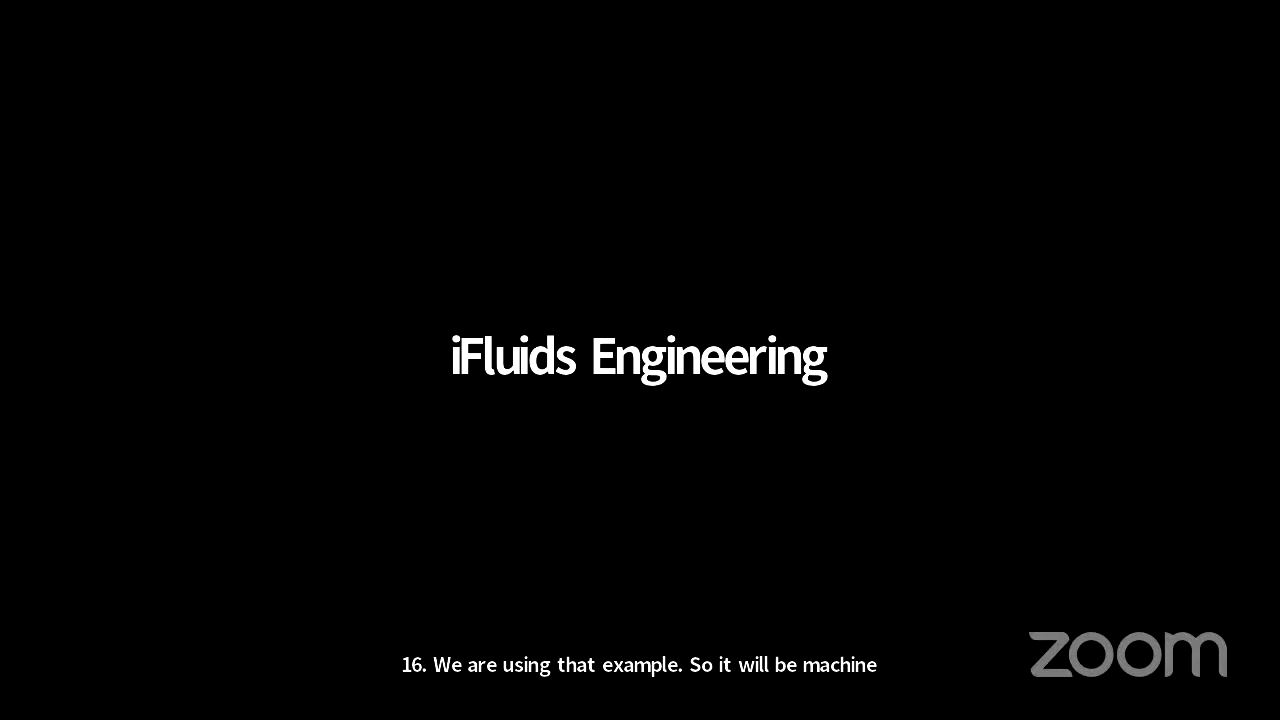 iFluids Engineering
16. We are using that example. So it will be machine
zoom